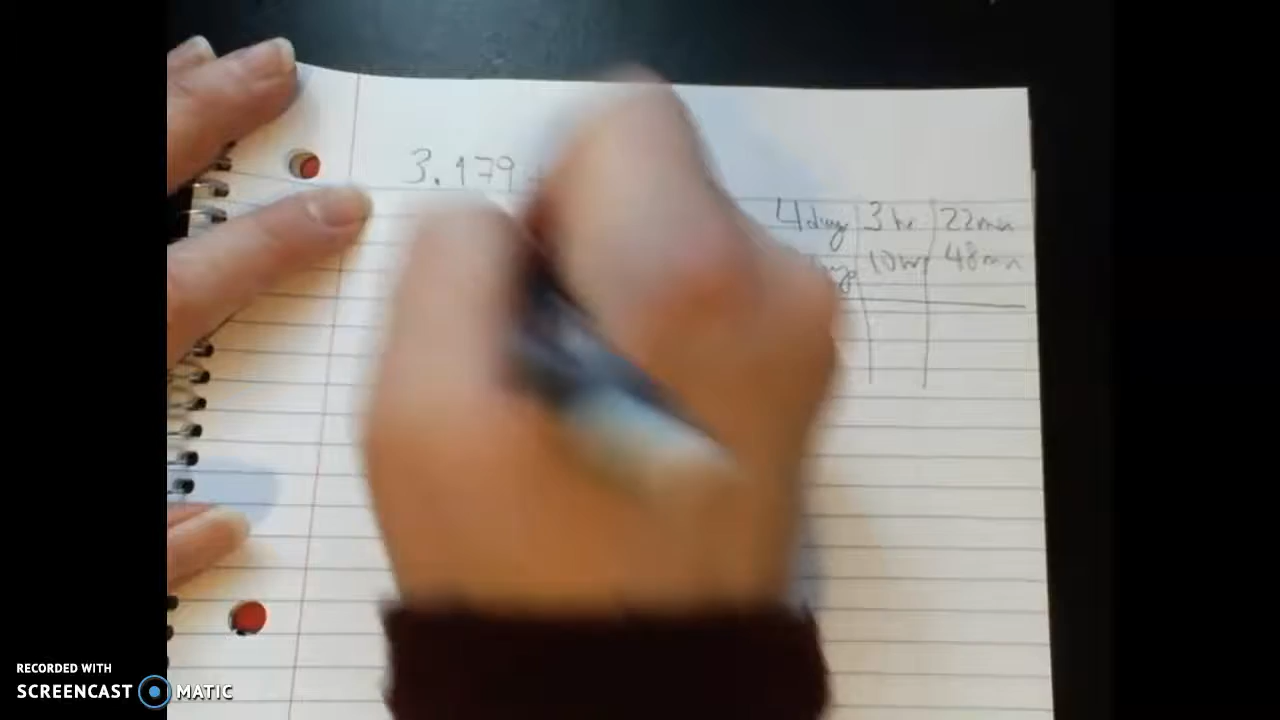 3.179 +
4 days 3 hr 22 min
10 hr 48 min
RECORDED WITH
SCREENCAST MATIC